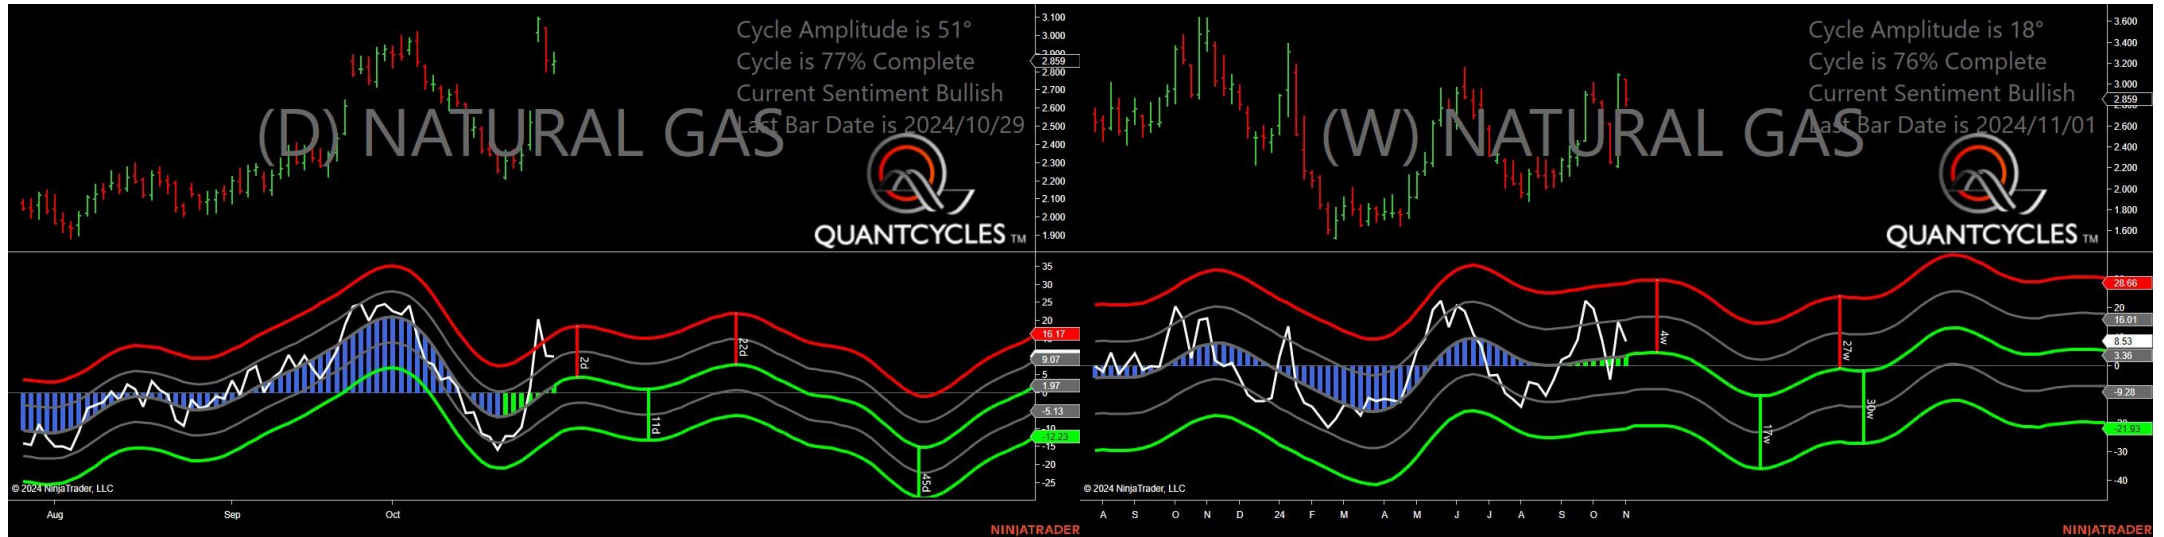 Cycle Amplitude is 51°
Cycle is 77% Complete
Current Sentiment Bullish
Last Bar Date is 2024/10/29
(D) NATURAL GAS
QUANTCYCLES TM
3.100
3.000
2.859
2.800
2.700
2.600
2.500
2.400
2.300
2.200
2.100
2.000
1.900
35
30
25
20
16.17
9.07
5
1.97
0
-5.13
-10
-12.23
-15
-20
-25
2d
11d
22d
45d
© 2024 NinjaTrader, LLC
Aug Sep Oct
NINJATRADER
Cycle Amplitude is 18°
Cycle is 76% Complete
Current Sentiment Bullish
Last Bar Date is 2024/11/01
(W) NATURAL GAS
QUANTCYCLES TM
3.600
3.400
3.200
3.000
2.859
2.600
2.400
2.200
2.000
1.800
1.600
28.66
20
16.01
8.53
3.36
0
-9.28
-21.93
-30
-40
4w
17w
27w
30w
© 2024 NinjaTrader, LLC
A S O N D 24 F M A M J J A S O N
NINJATRADER